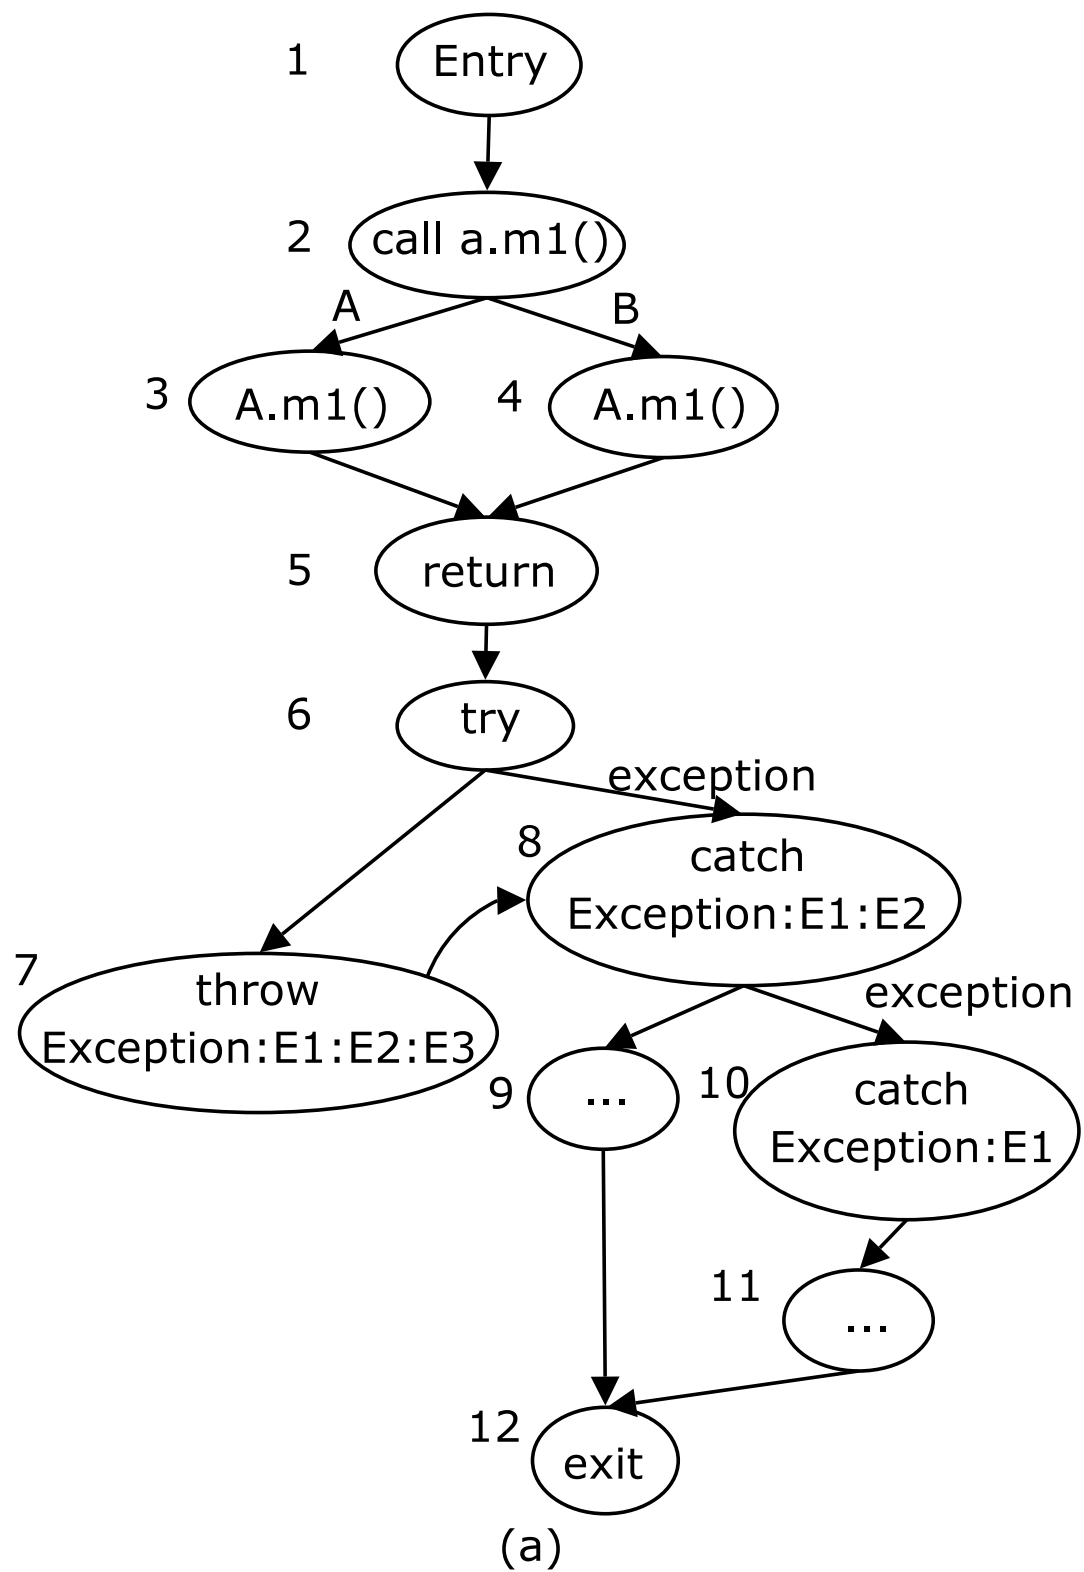 1 Entry
2 call a.m1()
A B
3 A.m1() 4 A.m1()
5 return
6 try
exception
8 catch
Exception:E1:E2
7 throw
Exception:E1:E2:E3
exception
9 ...
10 catch
Exception:E1
11 ...
12 exit
(a)